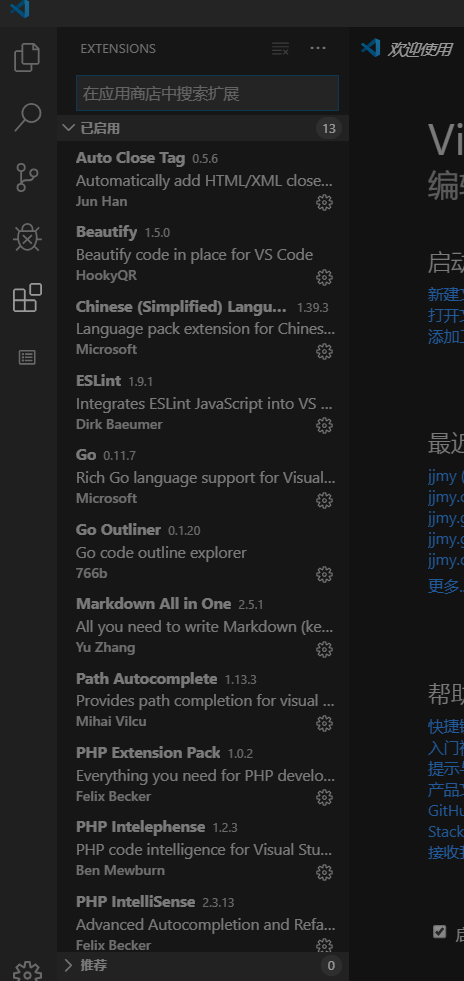 EXTENSIONS
在应用商店中搜索扩展
已启用 13
Auto Close Tag 0.5.6
Automatically add HTML/XML close...
Jun Han
Beautify 1.5.0
Beautify code in place for VS Code
HookyQR
Chinese (Simplified) Langu... 1.39.3
Language pack extension for Chines...
Microsoft
ESLint 1.9.1
Integrates ESLint JavaScript into VS ...
Dirk Baeumer
Go 0.11.7
Rich Go language support for Visual...
Microsoft
Go Outliner 0.1.20
Go code outline explorer
766b
Markdown All in One 2.5.1
All you need to write Markdown (ke...
Yu Zhang
Path Autocomplete 1.13.3
Provides path completion for visual ...
Mihai Vilcu
PHP Extension Pack 1.0.2
Everything you need for PHP develo...
Felix Becker
PHP Intelephense 1.2.3
PHP code intelligence for Visual Stu...
Ben Mewburn
PHP IntelliSense 2.3.13
Advanced Autocompletion and Refa...
Felix Becker
推荐 0
欢迎使用
Vi
编辑
启动
新建文
打开文
添加工
最近
jjmy (
jjmy.c
jjmy.g
jjmy.g
jjmy.c
更多...
帮助
快捷键
入门视
提示与
产品文
GitHu
Stack
接收我
启